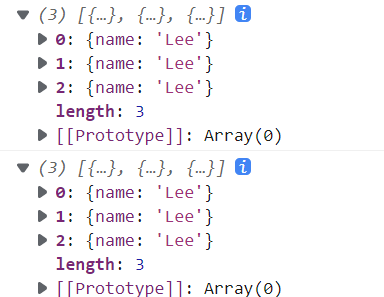 (3) [{…}, {…}, {…}] i
0: {name: 'Lee'}
1: {name: 'Lee'}
2: {name: 'Lee'}
length: 3
[[Prototype]]: Array(0)
(3) [{…}, {…}, {…}] i
0: {name: 'Lee'}
1: {name: 'Lee'}
2: {name: 'Lee'}
length: 3
[[Prototype]]: Array(0)